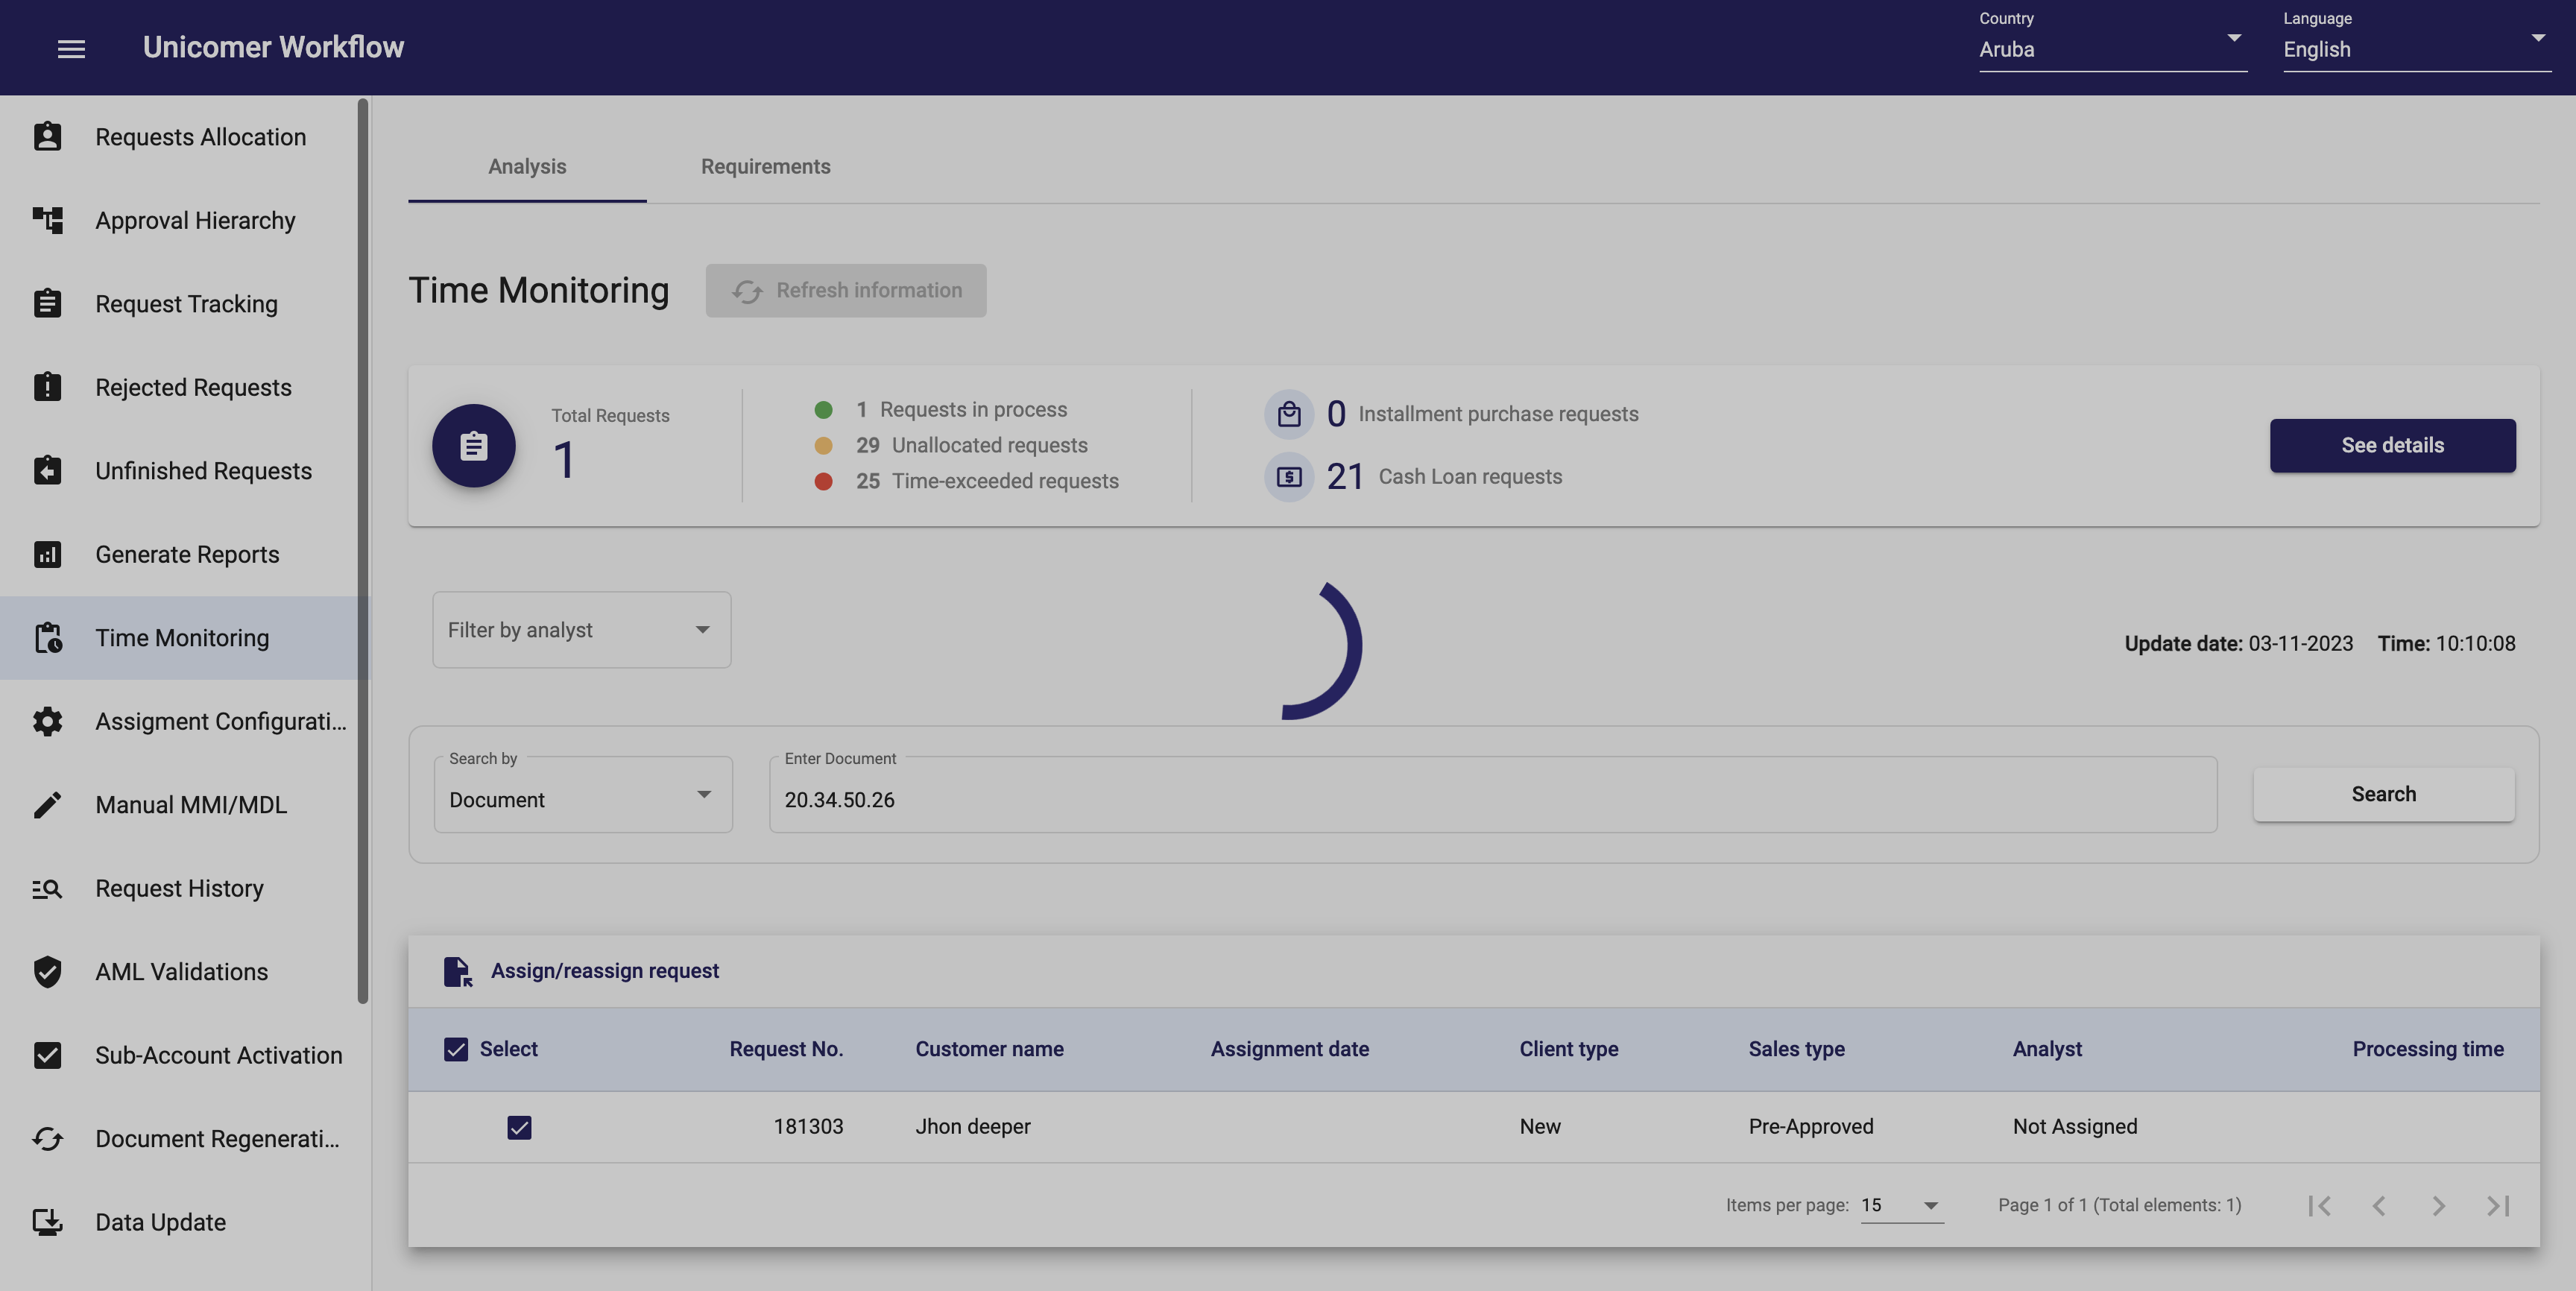 Unicomer Workflow
Country
Aruba
Language
English
Requests Allocation
Approval Hierarchy
Request Tracking
Rejected Requests
Unfinished Requests
Generate Reports
Time Monitoring
Assigment Configurati...
Manual MMI/MDL
Request History
AML Validations
Sub-Account Activation
Document Regenerati...
Data Update
Analysis
Requirements
Time Monitoring
Refresh information
Total Requests
1
1 Requests in process
29 Unallocated requests
25 Time-exceeded requests
0 Installment purchase requests
21 Cash Loan requests
See details
Filter by analyst
Update date: 03-11-2023 Time: 10:10:08
Search by
Document
Enter Document
20.34.50.26
Search
Assign/reassign request
Select Request No. Customer name Assignment date Client type Sales type Analyst Processing time
181303 Jhon deeper New Pre-Approved Not Assigned
Items per page: 15 Page 1 of 1 (Total elements: 1)